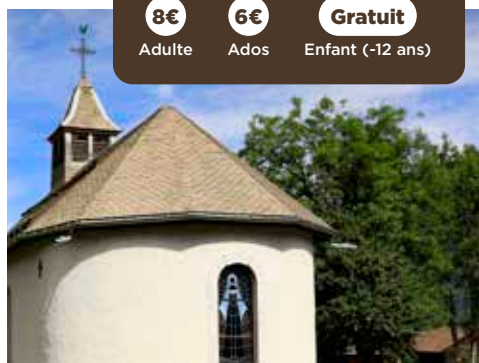 8€ 6€ Gratuit
Adulte Ados Enfant (-12 ans)